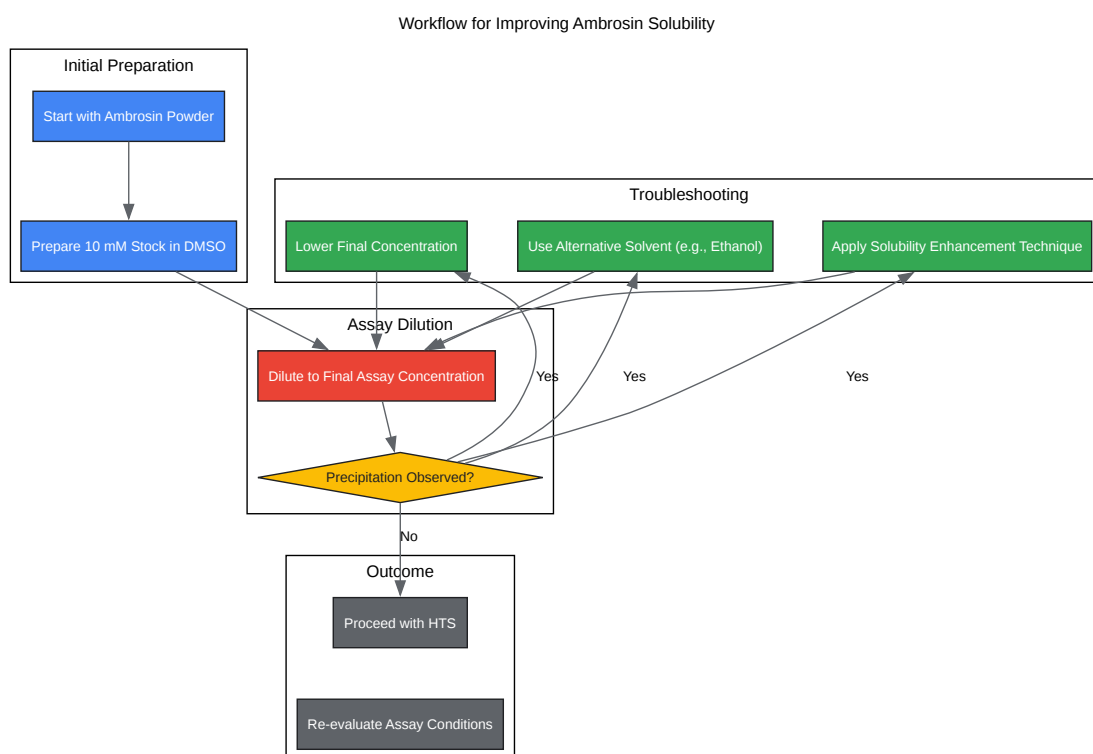 Workflow for Improving Ambrosin Solubility
Initial Preparation
Start with Ambrosin Powder
Prepare 10 mM Stock in DMSO
Troubleshooting
Lower Final Concentration
Use Alternative Solvent (e.g., Ethanol)
Apply Solubility Enhancement Technique
Assay Dilution
Dilute to Final Assay Concentration
Yes
Yes
Yes
Precipitation Observed?
No
Outcome
Proceed with HTS
Re-evaluate Assay Conditions